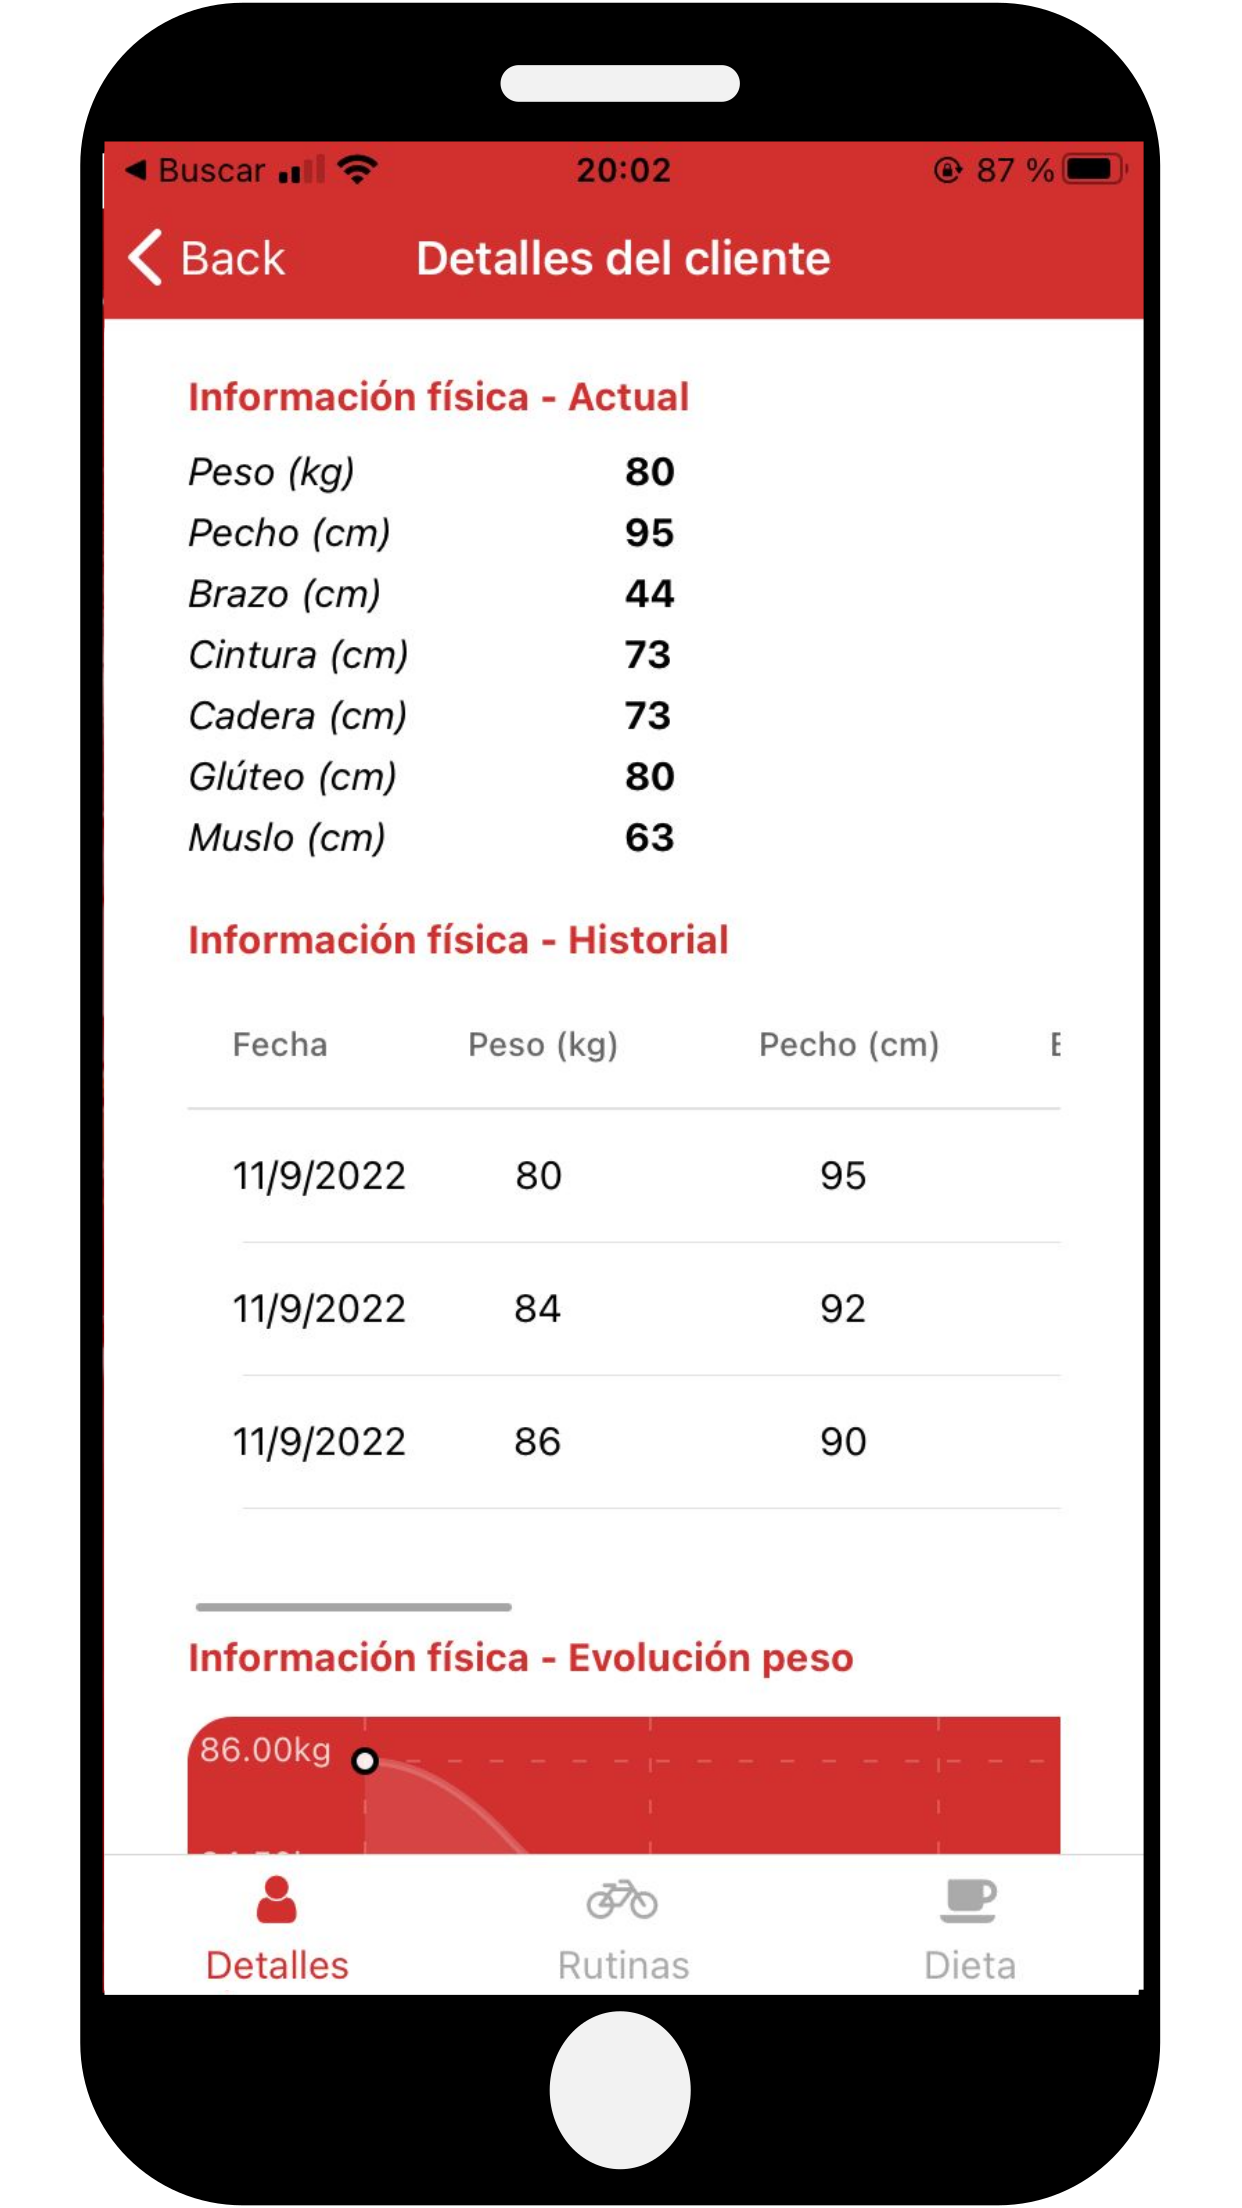 Buscar 20:02 87 %
Back Detalles del cliente
Información física - Actual
Peso (kg) 80
Pecho (cm) 95
Brazo (cm) 44
Cintura (cm) 73
Cadera (cm) 73
Glúteo (cm) 80
Muslo (cm) 63
Información física - Historial
Fecha Peso (kg) Pecho (cm)
11/9/2022 80 95
11/9/2022 84 92
11/9/2022 86 90
Información física - Evolución peso
86.00kg
Detalles Rutinas Dieta